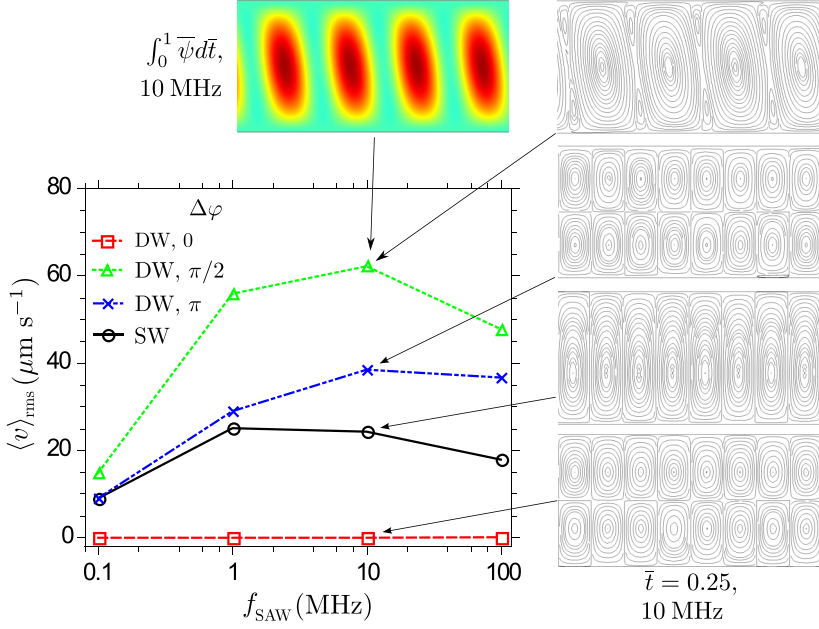 ∫₀¹ ψ̅dt̅,
10 MHz
80
60
40
20
0
⟨v⟩rms (μm s⁻¹)
Δφ
DW, 0
DW, π/2
DW, π
SW
0.1 1 10 100
fSAW(MHz)
t̅ = 0.25,
10 MHz